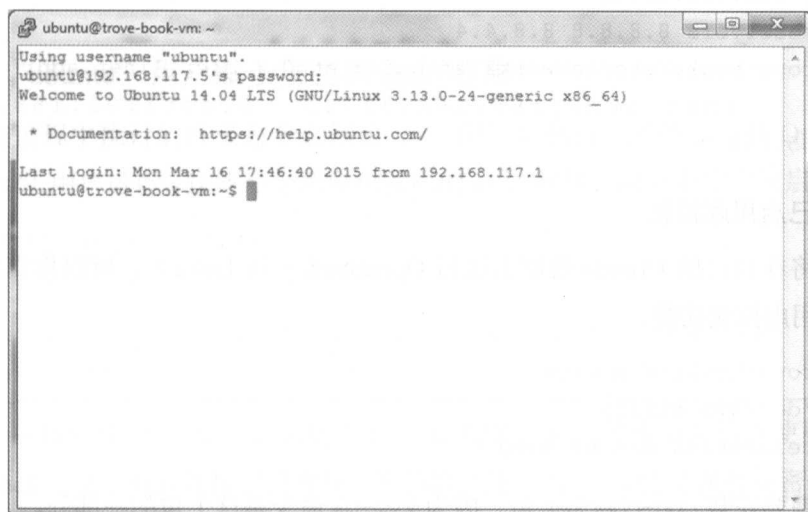 ubuntu@trove-book-vm: ~
Using username "ubuntu".
ubuntu@192.168.117.5's password:
Welcome to Ubuntu 14.04 LTS (GNU/Linux 3.13.0-24-generic x86_64)
* Documentation: https://help.ubuntu.com/
Last login: Mon Mar 16 17:46:40 2015 from 192.168.117.1
ubuntu@trove-book-vm:~$